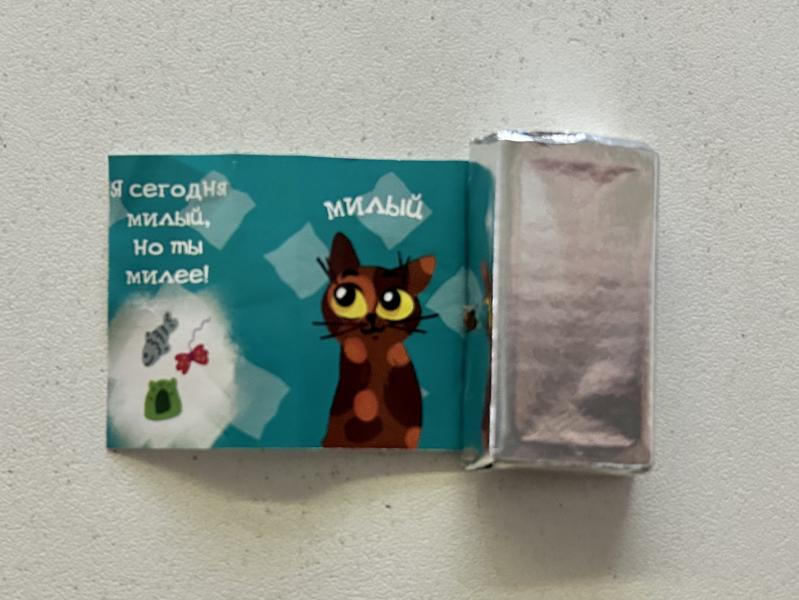 Я сегодня
милый,
Но ты
милее!
милый